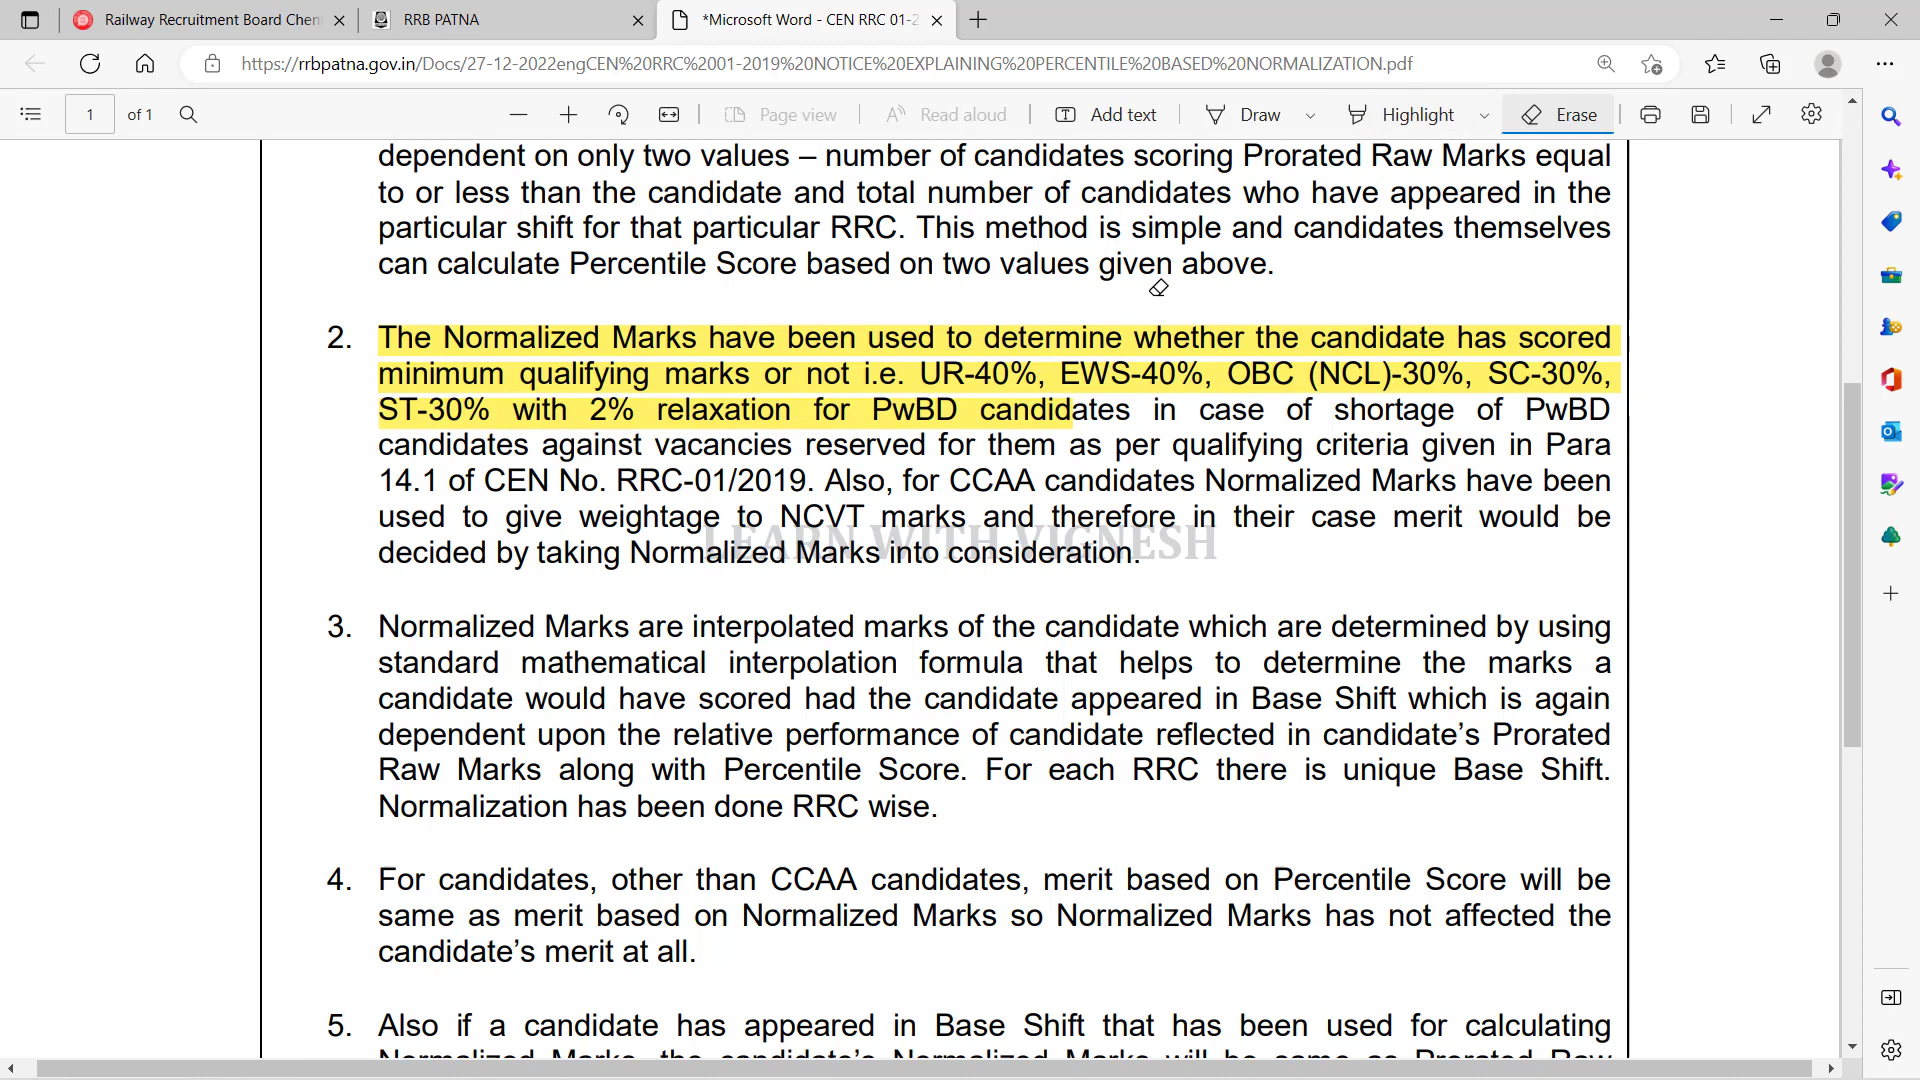 Railway Recruitment Board Chen
RRB PATNA
*Microsoft Word - CEN RRC 01-2
https://rrbpatna.gov.in/Docs/27-12-2022engCEN%20RRC%2001-2019%20NOTICE%20EXPLAINING%20PERCENTILE%20BASED%20NORMALIZATION.pdf
1 of 1 Page view Read aloud Add text Draw Highlight Erase
dependent on only two values – number of candidates scoring Prorated Raw Marks equal
to or less than the candidate and total number of candidates who have appeared in the
particular shift for that particular RRC. This method is simple and candidates themselves
can calculate Percentile Score based on two values given above.
2. The Normalized Marks have been used to determine whether the candidate has scored
minimum qualifying marks or not i.e. UR-40%, EWS-40%, OBC (NCL)-30%, SC-30%,
ST-30% with 2% relaxation for PwBD candidates in case of shortage of PwBD
candidates against vacancies reserved for them as per qualifying criteria given in Para
14.1 of CEN No. RRC-01/2019. Also, for CCAA candidates Normalized Marks have been
used to give weightage to NCVT marks and therefore in their case merit would be
LEARN WITH VIGNESH
decided by taking Normalized Marks into consideration.
3. Normalized Marks are interpolated marks of the candidate which are determined by using
standard mathematical interpolation formula that helps to determine the marks a
candidate would have scored had the candidate appeared in Base Shift which is again
dependent upon the relative performance of candidate reflected in candidate's Prorated
Raw Marks along with Percentile Score. For each RRC there is unique Base Shift.
Normalization has been done RRC wise.
4. For candidates, other than CCAA candidates, merit based on Percentile Score will be
same as merit based on Normalized Marks so Normalized Marks has not affected the
candidate's merit at all.
5. Also if a candidate has appeared in Base Shift that has been used for calculating
Normalized Marks, the candidate's Normalized Marks will be same as Prorated Raw